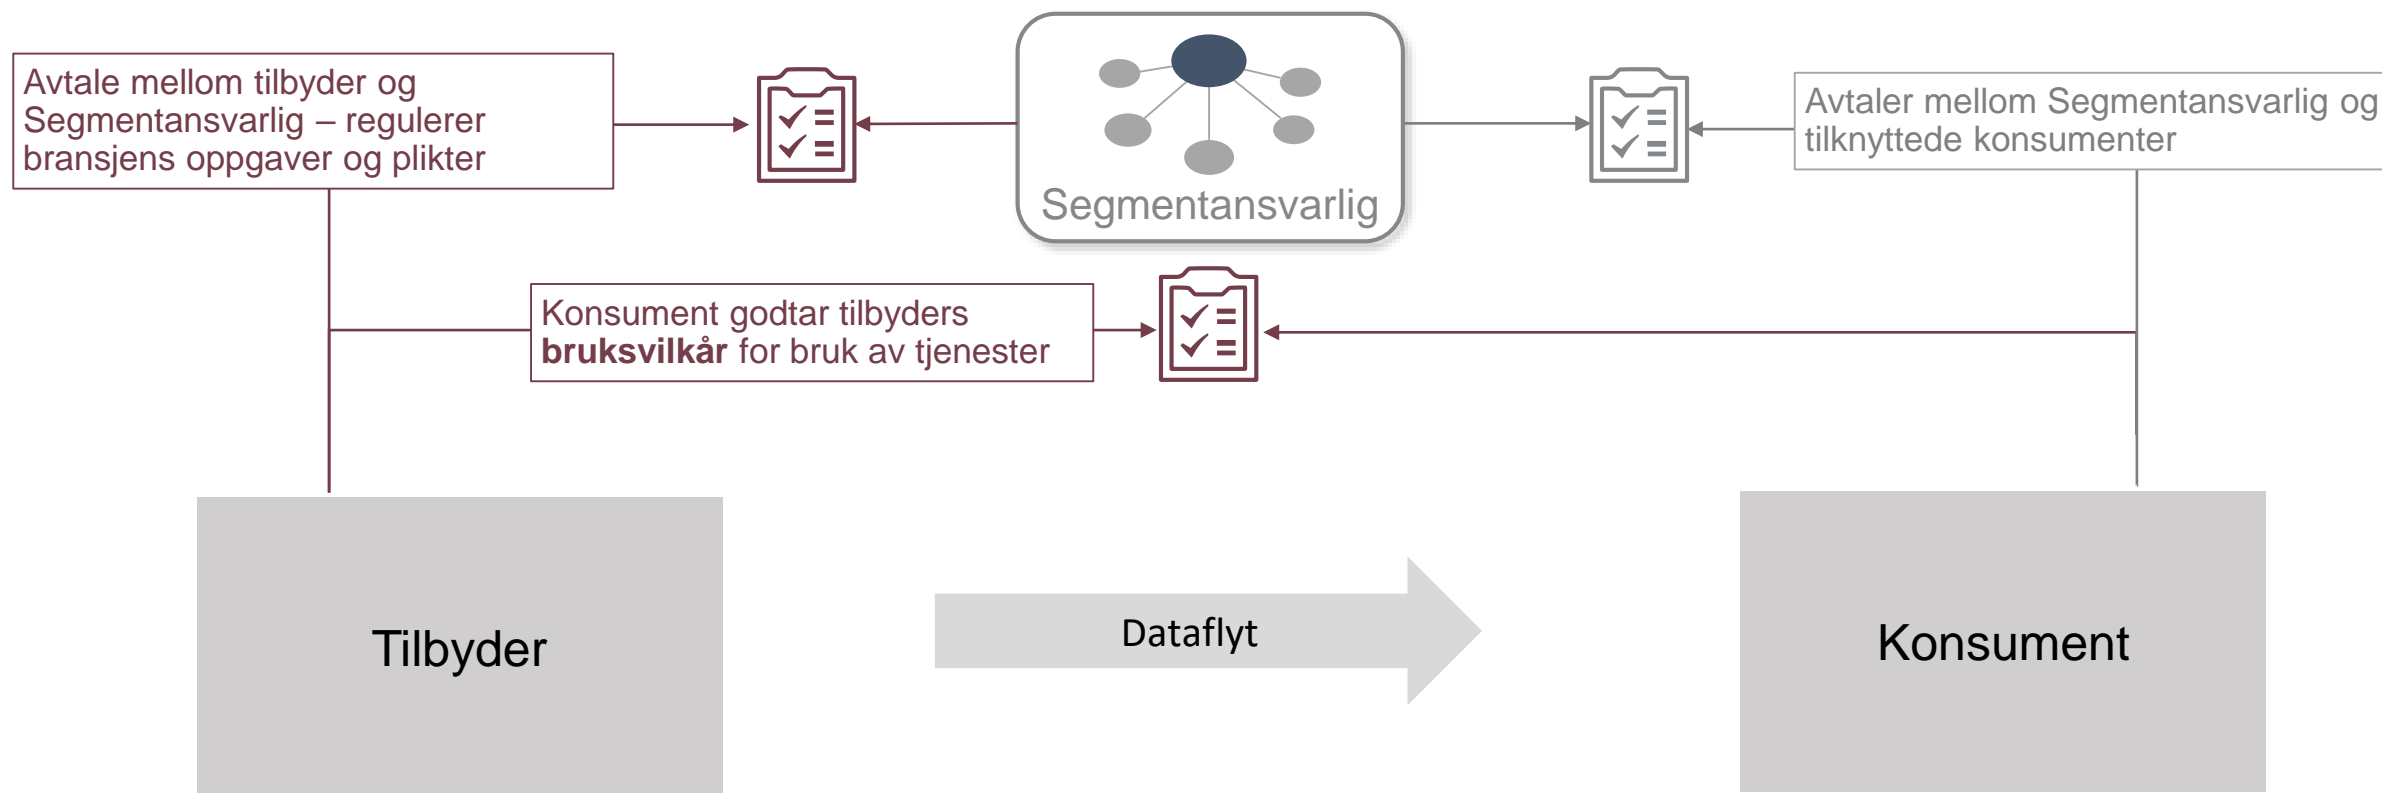 Avtale mellom tilbyder og
Segmentansvarlig – regulerer
bransjens oppgaver og plikter
Segmentansvarlig
Avtaler mellom Segmentansvarlig og
tilknyttede konsumenter
Konsument godtar tilbyders
bruksvilkår for bruk av tjenester
Tilbyder
Dataflyt
Konsument